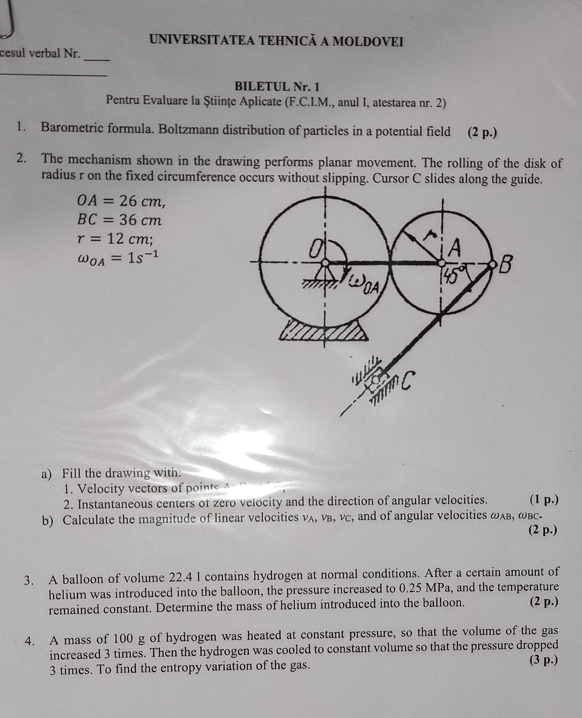 UNIVERSITATEA TEHNICĂ A MOLDOVEI
cesul verbal Nr. ____
BILETUL Nr. 1
Pentru Evaluare la Științe Aplicate (F.C.I.M., anul I, atestarea nr. 2)
1. Barometric formula. Boltzmann distribution of particles in a potential field (2 p.)
2. The mechanism shown in the drawing performs planar movement. The rolling of the disk of
radius r on the fixed circumference occurs without slipping. Cursor C slides along the guide.
OA = 26 cm,
BC = 36 cm
r = 12 cm;
ω_OA = 1s⁻¹
O
ω_OA
r
A
45°
B
C
a) Fill the drawing with:
1. Velocity vectors of points
2. Instantaneous centers of zero velocity and the direction of angular velocities. (1 p.)
b) Calculate the magnitude of linear velocities v_A, v_B, v_C, and of angular velocities ω_AB, ω_BC.
(2 p.)
3. A balloon of volume 22.4 l contains hydrogen at normal conditions. After a certain amount of
helium was introduced into the balloon, the pressure increased to 0.25 MPa, and the temperature
remained constant. Determine the mass of helium introduced into the balloon. (2 p.)
4. A mass of 100 g of hydrogen was heated at constant pressure, so that the volume of the gas
increased 3 times. Then the hydrogen was cooled to constant volume so that the pressure dropped
3 times. To find the entropy variation of the gas. (3 p.)